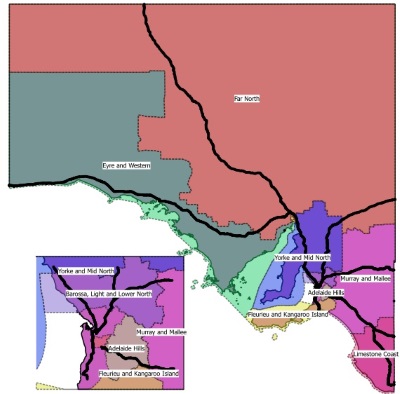 Far North
Eyre and Western
Yorke and Mid North
Murray and Mallee
Adelaide Hills
Fleurieu and Kangaroo Island
Limestone Coast
Yorke and Mid North
Barossa, Light and Lower North
Murray and Mallee
Adelaide Hills
Fleurieu and Kangaroo Island